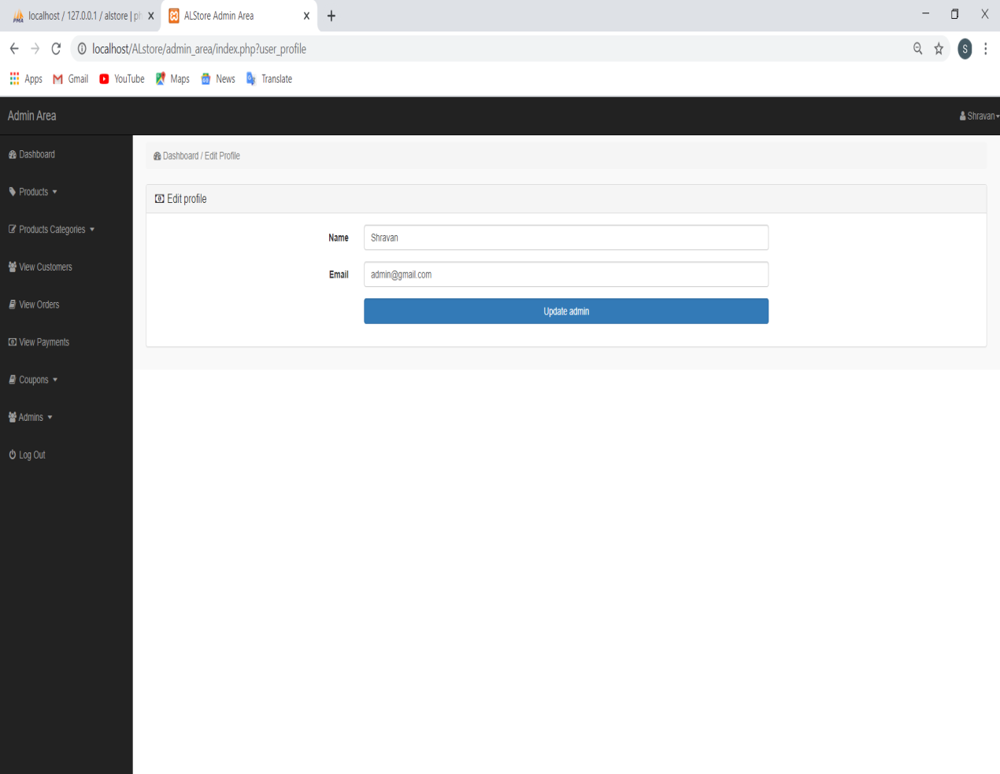 localhost / 127.0.0.1 / alstore | ph
ALStore Admin Area
localhost/ALstore/admin_area/index.php?user_profile
S
Apps
Gmail
YouTube
Maps
News
Translate
Admin Area
Shravan
Dashboard
Products
Products Categories
View Customers
View Orders
View Payments
Coupons
Admins
Log Out
Dashboard / Edit Profile
Edit profile
Name
Shravan
Email
admin@gmail.com
Update admin